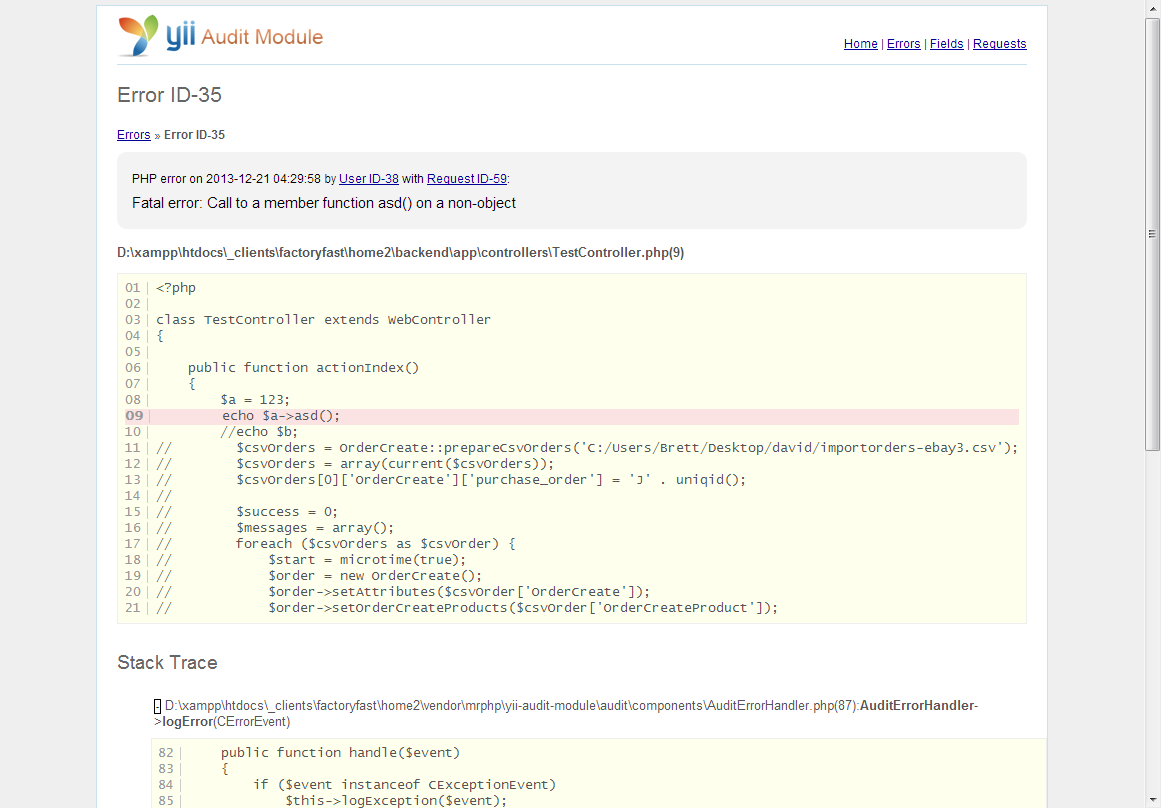 yii Audit Module
Home | Errors | Fields | Requests
Error ID-35
Errors » Error ID-35
PHP error on 2013-12-21 04:29:58 by User ID-38 with Request ID-59:
Fatal error: Call to a member function asd() on a non-object
D:\xampp\htdocs\_clients\factoryfast\home2\backend\app\controllers\TestController.php(9)
01 | <?php
02 |
03 | class TestController extends WebController
04 | {
05 |
06 |     public function actionIndex()
07 |     {
08 |         $a = 123;
09 |         echo $a->asd();
10 |         //echo $b;
11 | //        $csvOrders = OrderCreate::prepareCsvOrders('C:/Users/Brett/Desktop/david/importorders-ebay3.csv');
12 | //        $csvOrders = array(current($csvOrders));
13 | //        $csvOrders[0]['OrderCreate']['purchase_order'] = 'J' . uniqid();
14 | //
15 | //        $success = 0;
16 | //        $messages = array();
17 | //        foreach ($csvOrders as $csvOrder) {
18 | //            $start = microtime(true);
19 | //            $order = new OrderCreate();
20 | //            $order->setAttributes($csvOrder['OrderCreate']);
21 | //            $order->setOrderCreateProducts($csvOrder['OrderCreateProduct']);
Stack Trace
- D:\xampp\htdocs\_clients\factoryfast\home2\vendor\mrphp\yii-audit-module\audit\components\AuditErrorHandler.php(87):AuditErrorHandler-
>logError(CErrorEvent)
82 |     public function handle($event)
83 |     {
84 |         if ($event instanceof CExceptionEvent)
85 |             $this->logException($event);